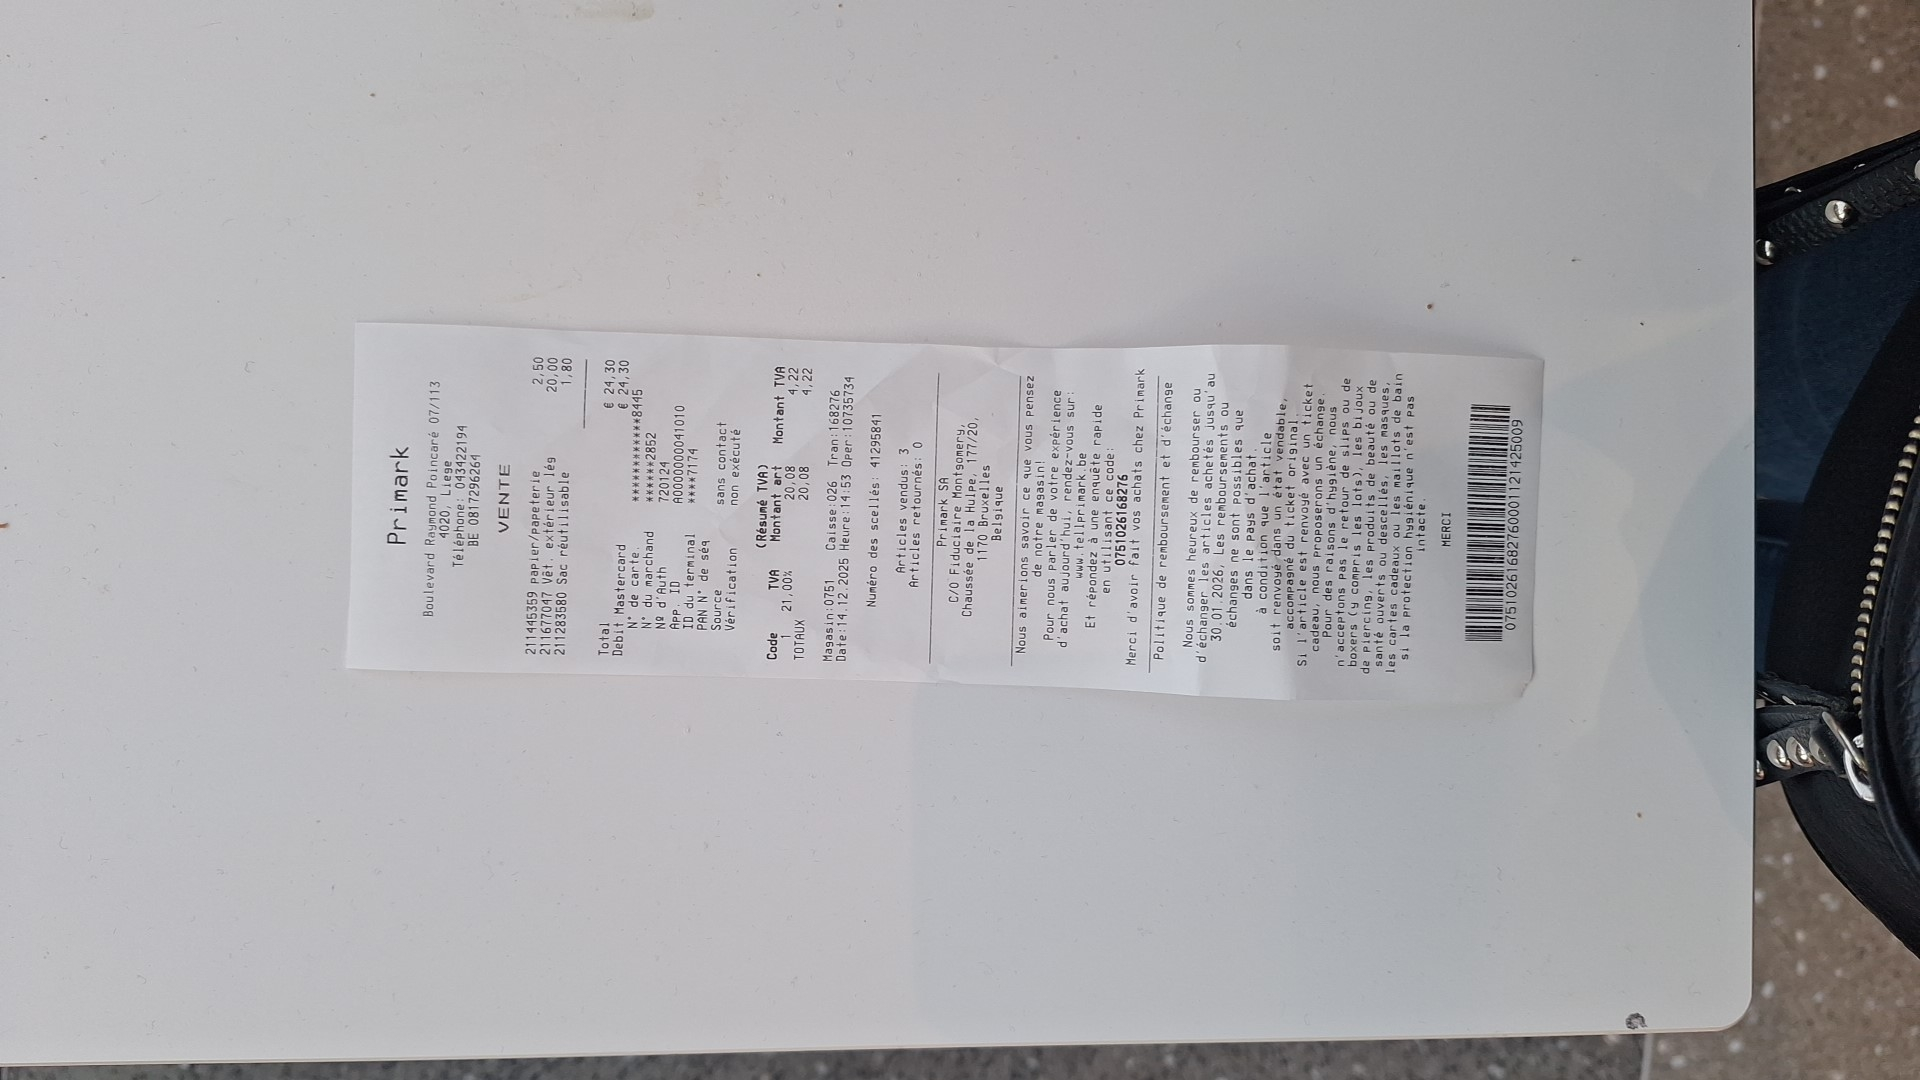 Primark
Boulevard Raymond Poincaré 07/113
4020, Liege
Téléphone: 043422194
BE 0817296264
VENTE
211445359 papier/papeterie 2,50
211677047 Vêt. extérieur lég 20,00
211283580 Sac réutilisable 1,80
Total € 24,30
Debit Mastercard € 24,30
N° de carte. ************8445
N° du marchand ******2852
Nº d'Auth 720124
App. ID A0000000041010
ID du terminal ****7174
PAN N° de séq
Source sans contact
Vérification non exécuté
(Résumé TVA)
Code TVA Montant art Montant TVA
1 21,00% 20,08 4,22
TOTAUX 20,08 4,22
Magasin:0751 Caisse:026 Tran:168276
Date:14.12.2025 Heure:14:53 Oper:10735734
Numéro des scellés: 41295841
Articles vendus: 3
Articles retournés: 0
Primark SA
C/O Fiduciaire Montgomery,
Chaussée de la Hulpe, 177/20,
1170 Bruxelles
Belgique
Nous aimerions savoir ce que vous pensez
de notre magasin!
Pour nous parler de votre expérience
d'achat aujourd'hui, rendez-vous sur:
www.tellprimark.be
Et répondez à une enquête rapide
en utilisant ce code:
0751026168276
Merci d'avoir fait vos achats chez Primark
Politique de remboursement et d'échange
Nous sommes heureux de rembourser ou
d'échanger les articles achetés jusqu'au
30.01.2026, Les remboursements ou
échanges ne sont possibles que
dans le pays d'achat.
à condition que l'article
soit renvoyé dans un état vendable,
accompagné du ticket original.
Si l'article est renvoyé avec un ticket
cadeau, nous proposerons un échange.
Pour des raisons d'hygiène,nous
n'acceptons pas le retour de slips ou de
boxers (y compris les lots), les bijoux
de piercing, les produits de beauté ou de
santé ouverts ou descellés, les masques,
les cartes cadeaux ou les maillots de bain
si la protection hygiénique n'est pas
intacte.
MERCI
07510261682760001121425009